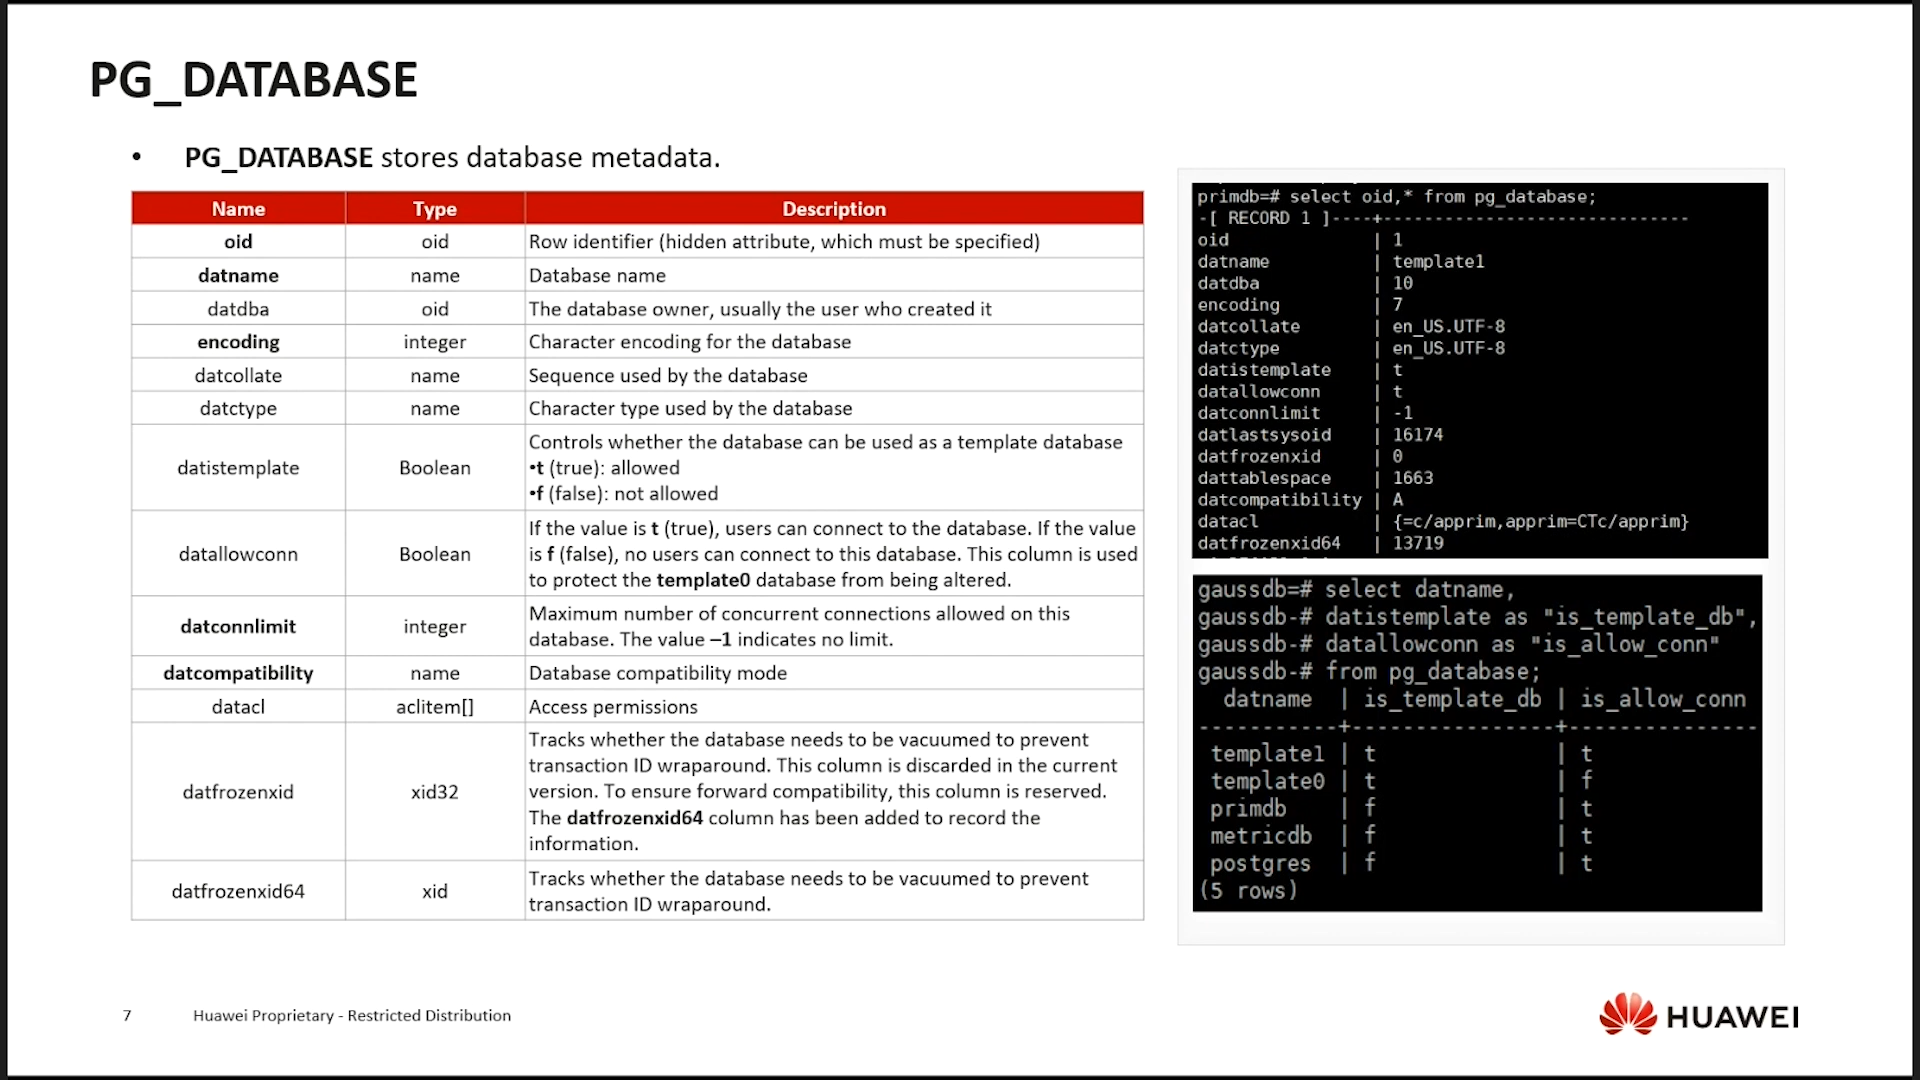 PG_DATABASE
• PG_DATABASE stores database metadata.
Name Type Description
oid oid Row identifier (hidden attribute, which must be specified)
datname name Database name
datdba oid The database owner, usually the user who created it
encoding integer Character encoding for the database
datcollate name Sequence used by the database
datctype name Character type used by the database
datistemplate Boolean Controls whether the database can be used as a template database
•t (true): allowed
•f (false): not allowed
datallowconn Boolean If the value is t (true), users can connect to the database. If the value
is f (false), no users can connect to this database. This column is used
to protect the template0 database from being altered.
datconnlimit integer Maximum number of concurrent connections allowed on this
database. The value –1 indicates no limit.
datcompatibility name Database compatibility mode
datacl aclitem[] Access permissions
datfrozenxid xid32 Tracks whether the database needs to be vacuumed to prevent
transaction ID wraparound. This column is discarded in the current
version. To ensure forward compatibility, this column is reserved.
The datfrozenxid64 column has been added to record the
information.
datfrozenxid64 xid Tracks whether the database needs to be vacuumed to prevent
transaction ID wraparound.
primdb=# select oid,* from pg_database;
-[ RECORD 1 ]----+-----------------------------
oid | 1
datname | template1
datdba | 10
encoding | 7
datcollate | en_US.UTF-8
datctype | en_US.UTF-8
datistemplate | t
datallowconn | t
datconnlimit | -1
datlastsysoid | 16174
datfrozenxid | 0
dattablespace | 1663
datcompatibility | A
datacl | {=c/apprim,apprim=CTc/apprim}
datfrozenxid64 | 13719
gaussdb=# select datname,
gaussdb-# datistemplate as "is_template_db",
gaussdb-# datallowconn as "is_allow_conn"
gaussdb-# from pg_database;
datname | is_template_db | is_allow_conn
-----------+----------------+---------------
template1 | t | t
template0 | t | f
primdb | f | t
metricdb | f | t
postgres | f | t
(5 rows)
7 Huawei Proprietary - Restricted Distribution
HUAWEI